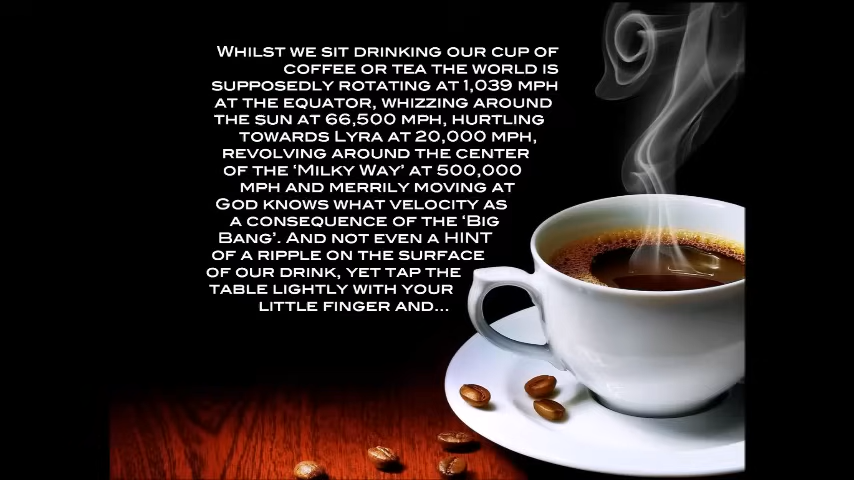 Whilst we sit drinking our cup of
coffee or tea the world is
supposedly rotating at 1,039 mph
at the equator, whizzing around
the sun at 66,500 mph, hurtling
towards Lyra at 20,000 mph,
revolving around the center
of the ‘Milky Way’ at 500,000
mph and merrily moving at
God knows what velocity as
a consequence of the ‘Big
Bang’. And not even a hint
of a ripple on the surface
of our drink, yet tap the
table lightly with your
little finger and...